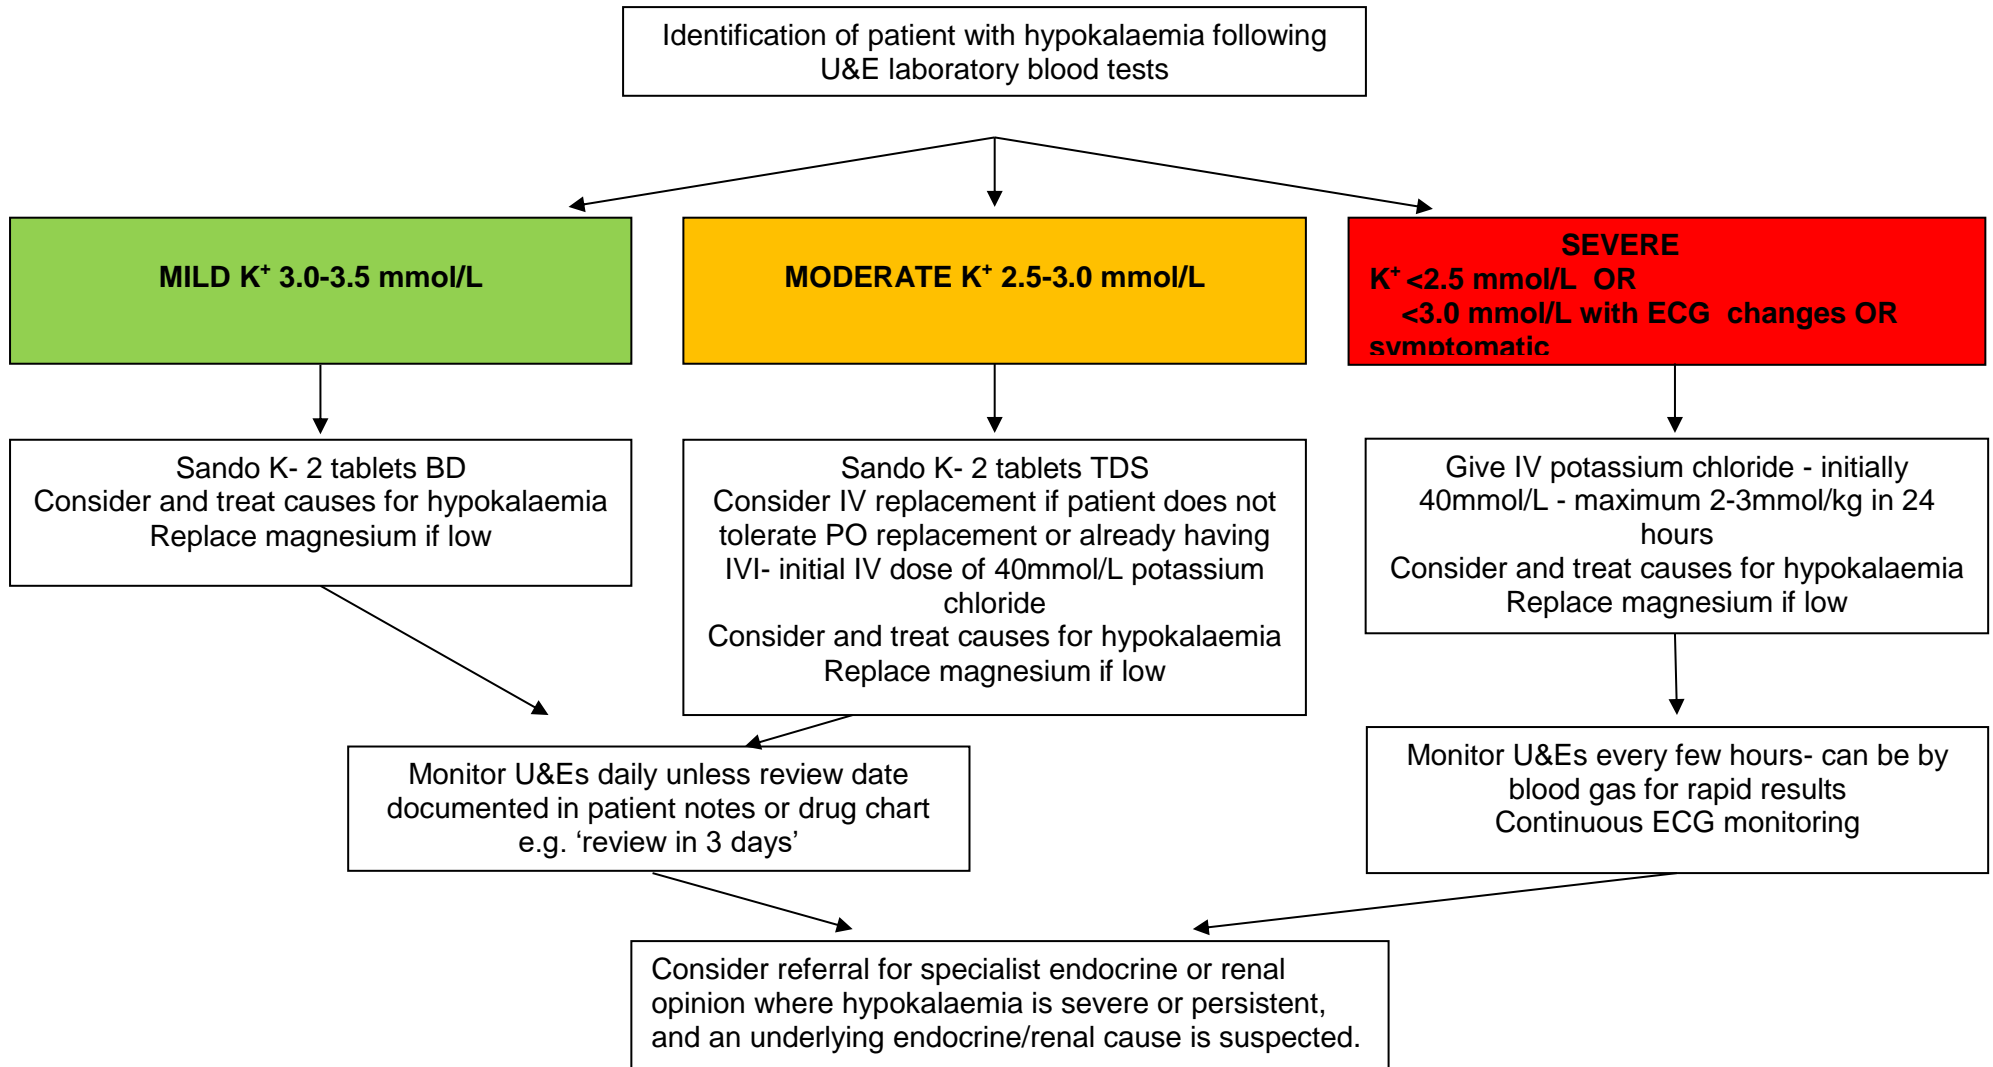 Identification of patient with hypokalaemia following
U&E laboratory blood tests
MILD K⁺ 3.0-3.5 mmol/L
MODERATE K⁺ 2.5-3.0 mmol/L
SEVERE
K⁺ <2.5 mmol/L OR
<3.0 mmol/L with ECG changes OR
symptomatic
Sando K- 2 tablets BD
Consider and treat causes for hypokalaemia
Replace magnesium if low
Sando K- 2 tablets TDS
Consider IV replacement if patient does not
tolerate PO replacement or already having
IVI- initial IV dose of 40mmol/L potassium
chloride
Consider and treat causes for hypokalaemia
Replace magnesium if low
Give IV potassium chloride - initially
40mmol/L - maximum 2-3mmol/kg in 24
hours
Consider and treat causes for hypokalaemia
Replace magnesium if low
Monitor U&Es daily unless review date
documented in patient notes or drug chart
e.g. ‘review in 3 days’
Monitor U&Es every few hours- can be by
blood gas for rapid results
Continuous ECG monitoring
Consider referral for specialist endocrine or renal
opinion where hypokalaemia is severe or persistent,
and an underlying endocrine/renal cause is suspected.